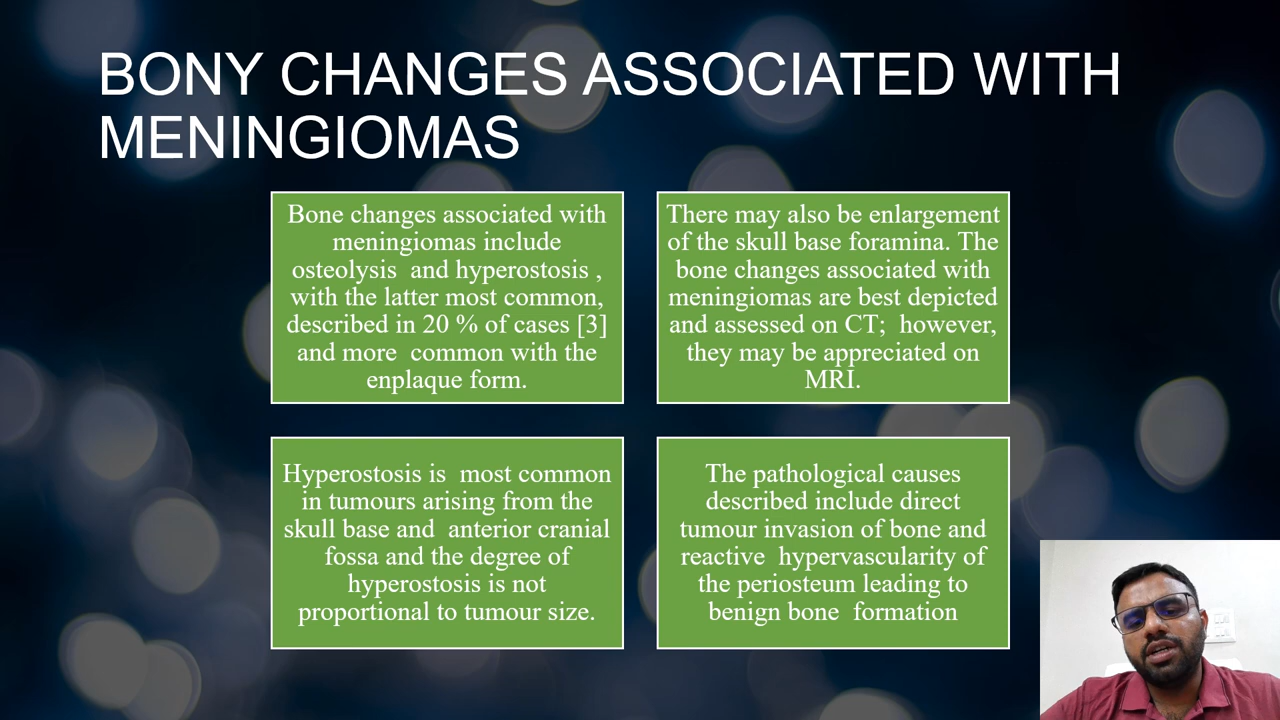 BONY CHANGES ASSOCIATED WITH
MENINGIOMAS
Bone changes associated with
meningiomas include
osteolysis and hyperostosis ,
with the latter most common,
described in 20 % of cases [3]
and more common with the
enplaque form.
There may also be enlargement
of the skull base foramina. The
bone changes associated with
meningiomas are best depicted
and assessed on CT; however,
they may be appreciated on
MRI.
Hyperostosis is most common
in tumours arising from the
skull base and anterior cranial
fossa and the degree of
hyperostosis is not
proportional to tumour size.
The pathological causes
described include direct
tumour invasion of bone and
reactive hypervascularity of
the periosteum leading to
benign bone formation